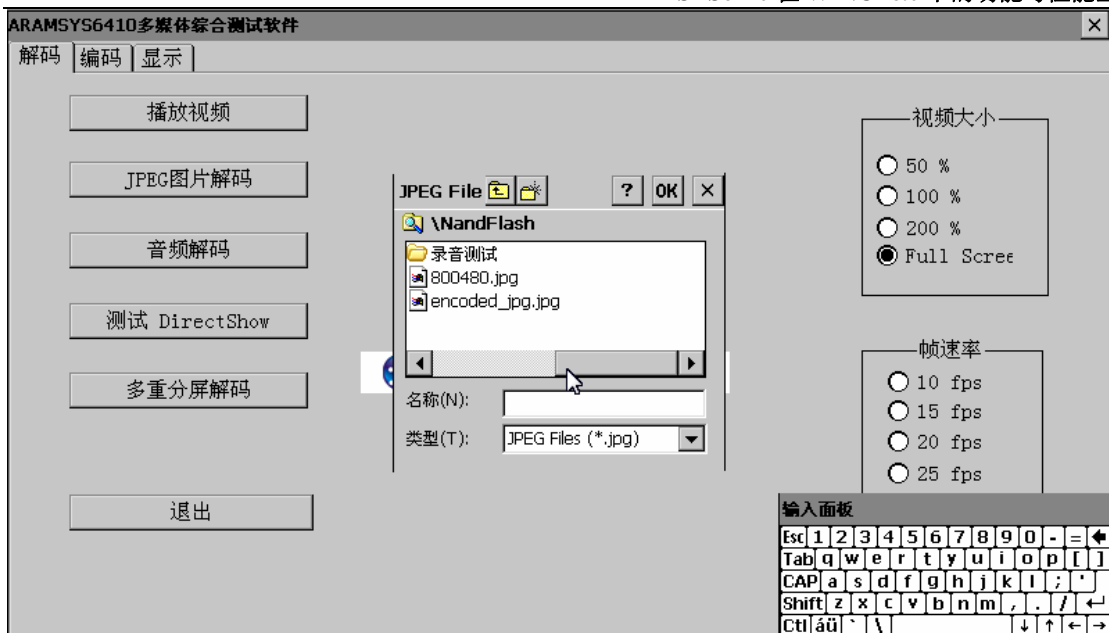 ARAMSYS6410多媒体综合测试软件
解码 编码 显示
播放视频
JPEG图片解码
音频解码
测试 DirectShow
多重分屏解码
退出
JPEG File ? OK ×
\NandFlash
录音测试
800480.jpg
encoded_jpg.jpg
名称(N):
类型(T): JPEG Files (*.jpg)
视频大小
50 %
100 %
200 %
Full Scree
帧速率
10 fps
15 fps
20 fps
25 fps
输入面板
Esc 1 2 3 4 5 6 7 8 9 0 - =
Tab q w e r t y u i o p [ ]
CAP a s d f g h j k l ; '
Shift z x c v b n m , . /
Ctl áü ` \ ↓ ↑ ← →